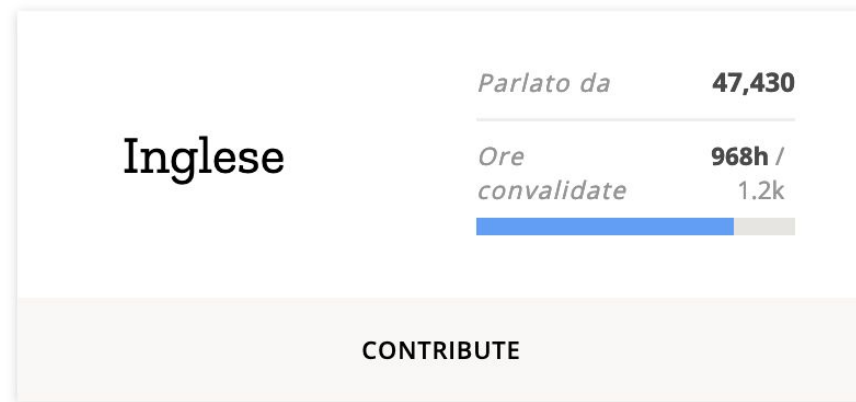 Inglese
Parlato da 47,430
Ore 968h /
convalidate 1.2k
CONTRIBUTE